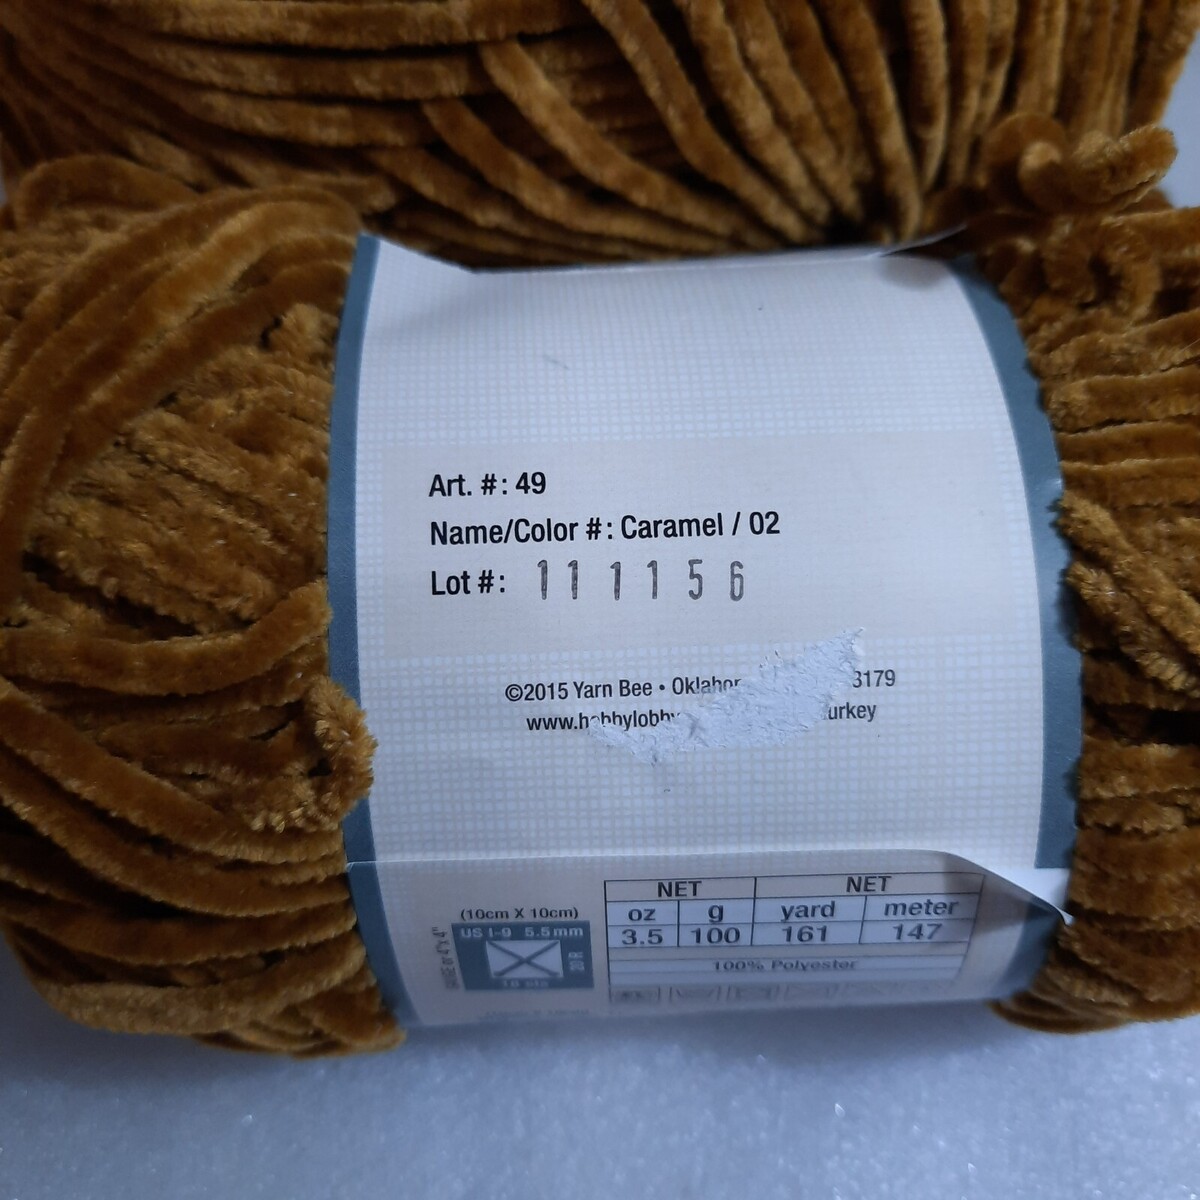 Art. #: 49
Name/Color #: Caramel / 02
Lot #: 111156
©2015 Yarn Bee • Oklahor 3179
www.hobbylobby urkey
(10cm X 10cm)
US I-9 5.5mm
NET NET
oz g yard meter
3.5 100 161 147
100% Polyester